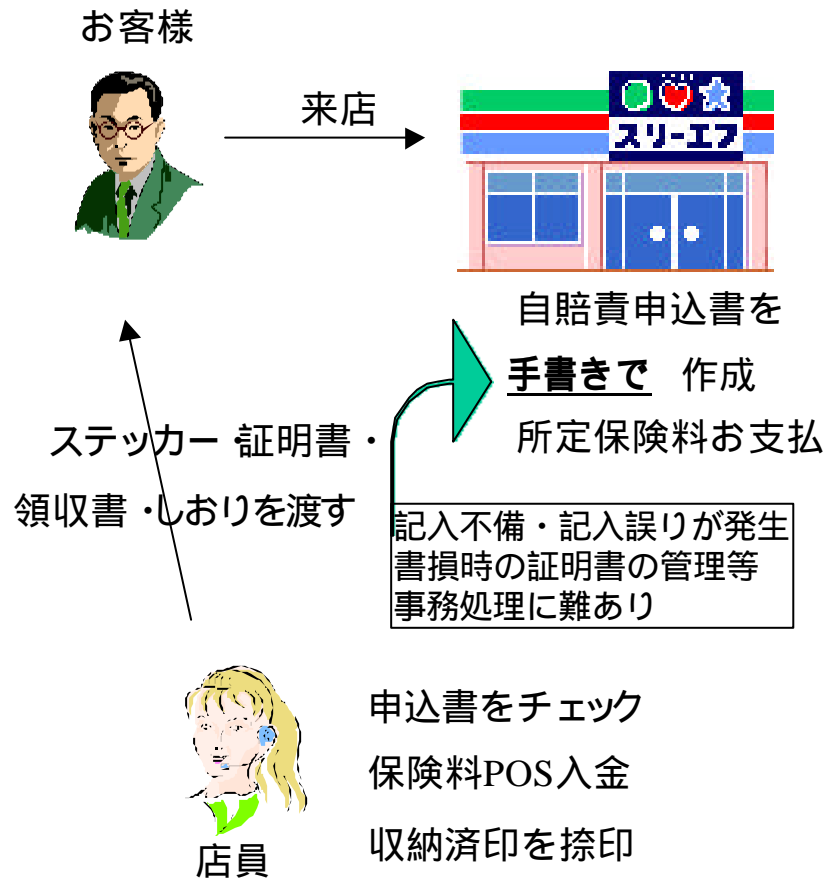 お客様
来店
スリーエフ
自賠責申込書を
手書きで 作成
所定保険料お支払
ステッカー・証明書・
領収書・しおりを渡す
記入不備・記入誤りが発生
書損時の証明書の管理等
事務処理に難あり
申込書をチェック
保険料POS入金
収納済印を捺印
店員